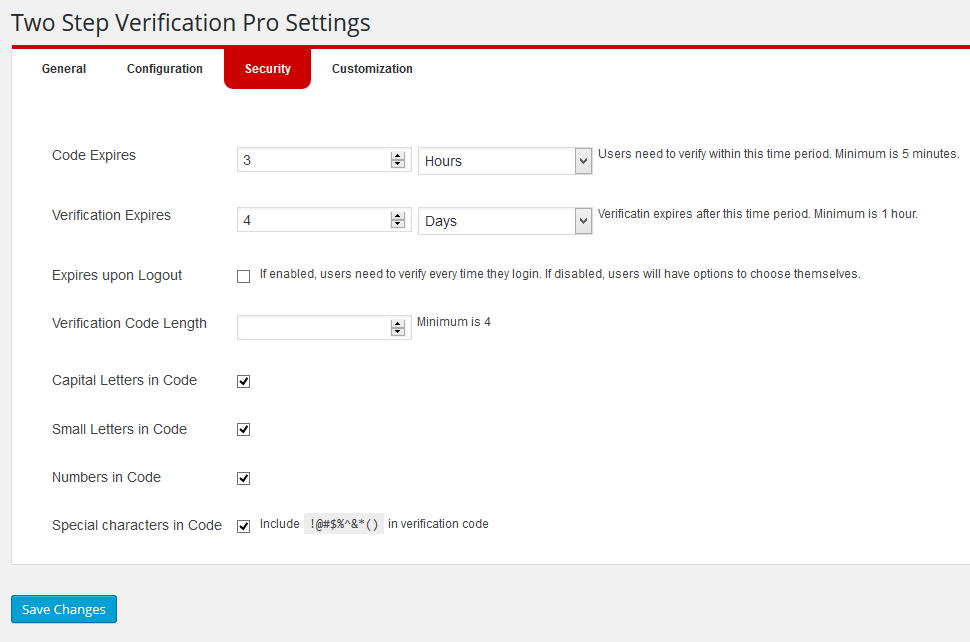 Two Step Verification Pro Settings
General Configuration Security Customization
Code Expires 3 Hours Users need to verify within this time period. Minimum is 5 minutes.
Verification Expires 4 Days Verificatin expires after this time period. Minimum is 1 hour.
Expires upon Logout If enabled, users need to verify every time they login. If disabled, users will have options to choose themselves.
Verification Code Length Minimum is 4
Capital Letters in Code
Small Letters in Code
Numbers in Code
Special characters in Code Include !@#$%^&*() in verification code
Save Changes